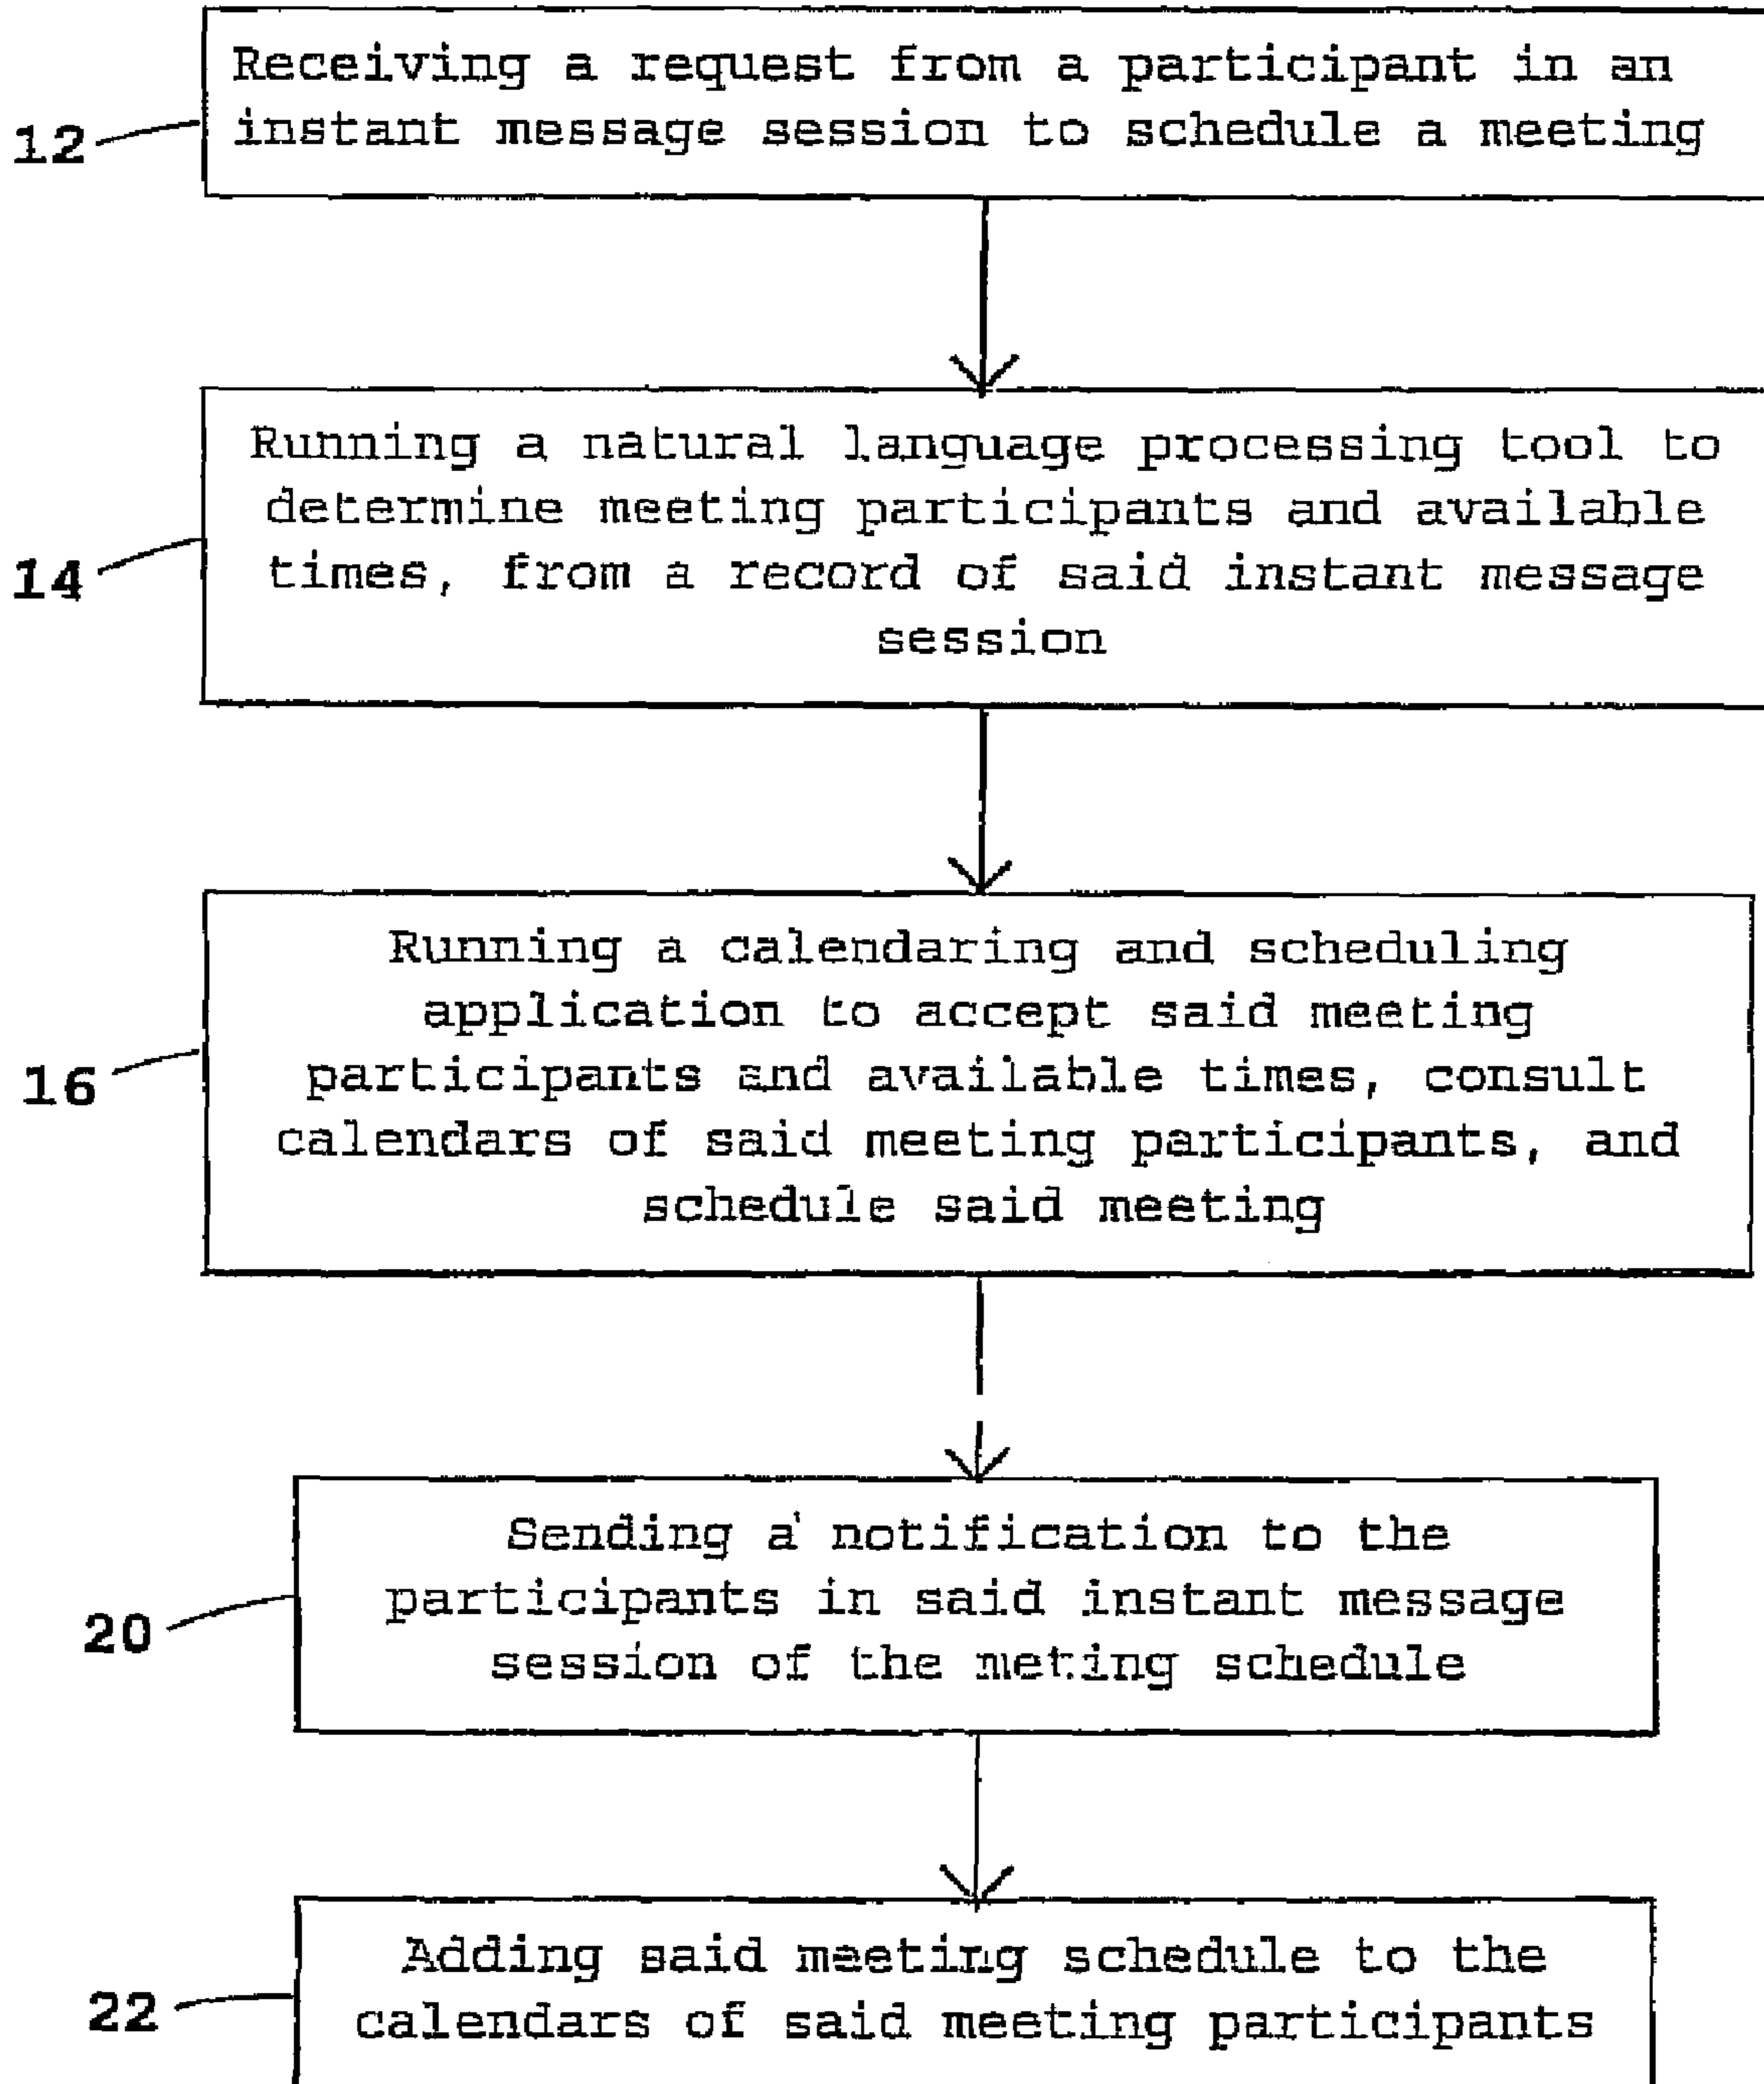 Receiving a request from a participant in an
instant message session to schedule a meeting
12
Running a natural language processing tool to
determine meeting participants and available
times, from a record of said instant message
session
14
Running a calendaring and scheduling
application to accept said meeting
participants and available times, consult
calendars of said meeting participants, and
schedule said meeting
16
Sending a notification to the
participants in said instant message
session of the meting schedule
20
Adding said meeting schedule to the
calendars of said meeting participants
22